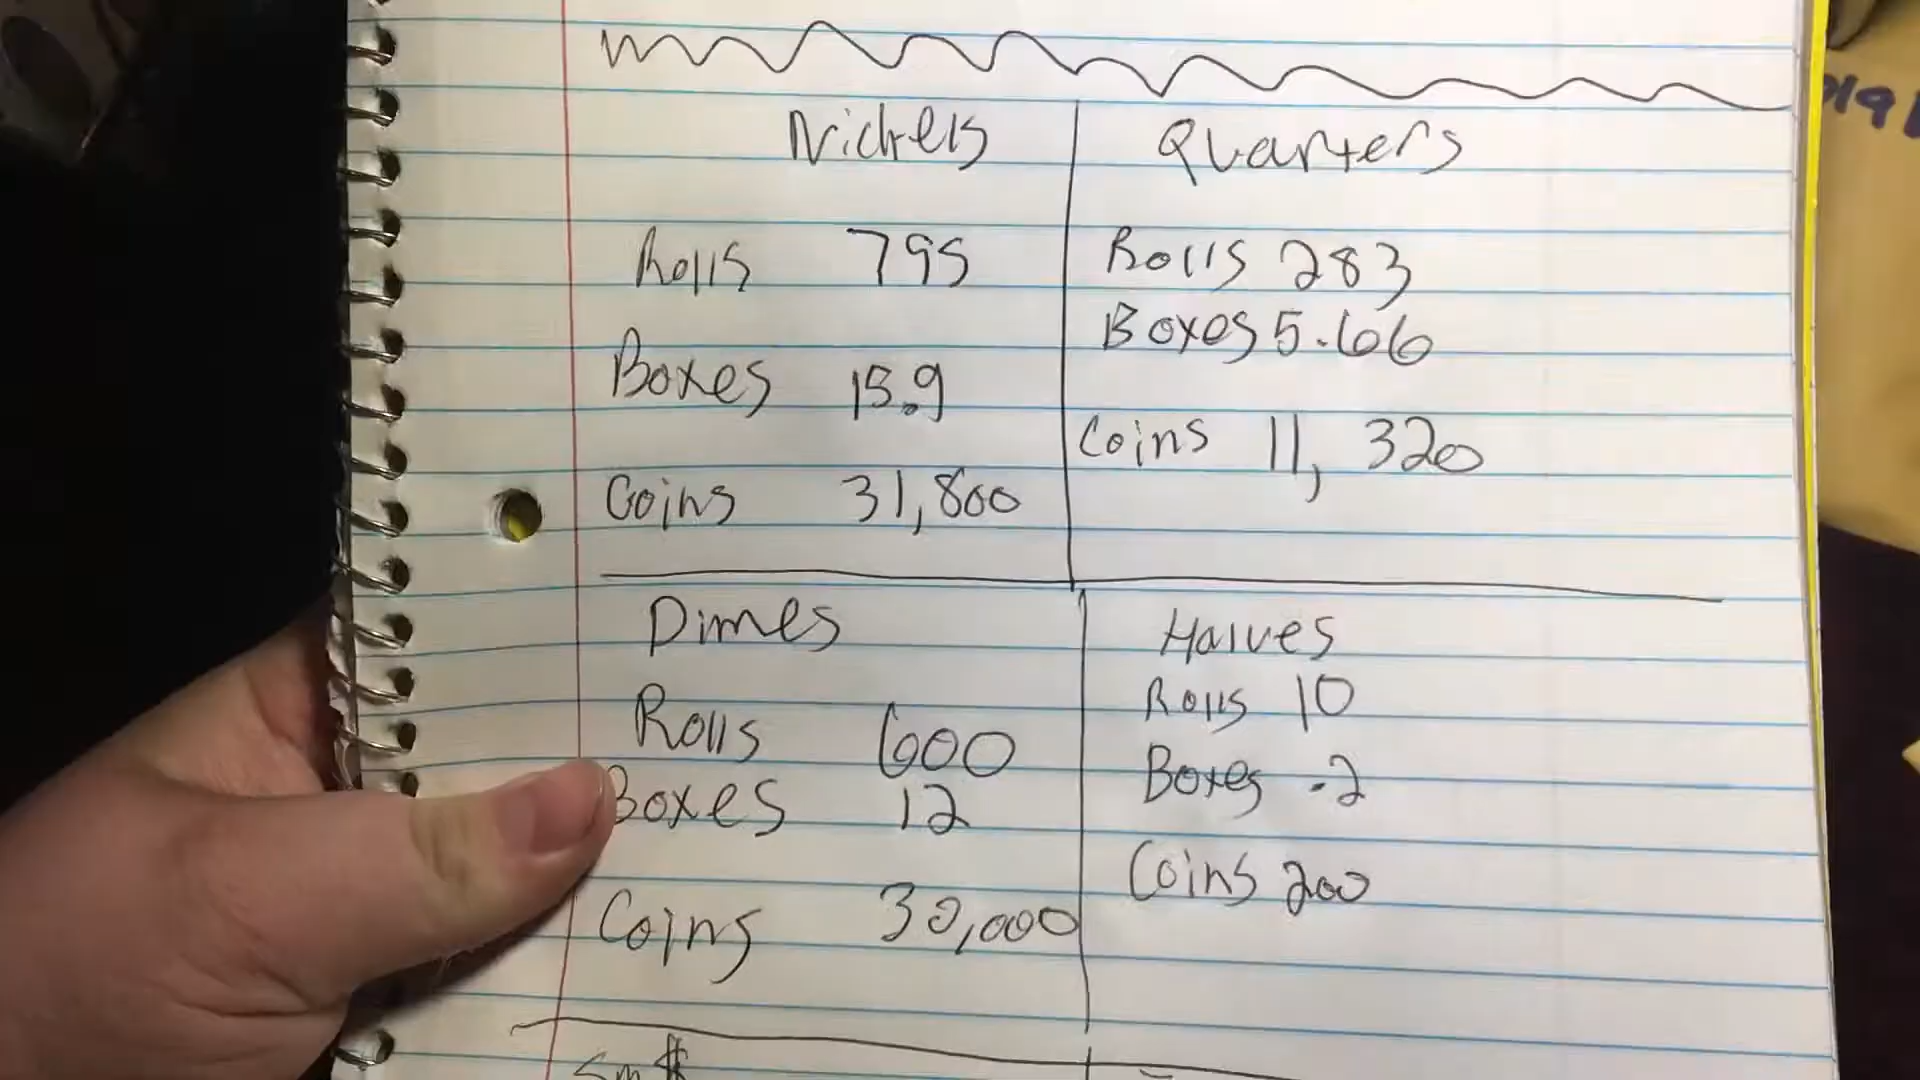 Nickels
Rolls 795
Boxes 15.9
Coins 31,800
Quarters
Rolls 283
Boxes 5.66
Coins 11,320
Dimes
Rolls 600
Boxes 12
Coins 30,000
Halves
Rolls 10
Boxes .2
Coins 200
Sm $